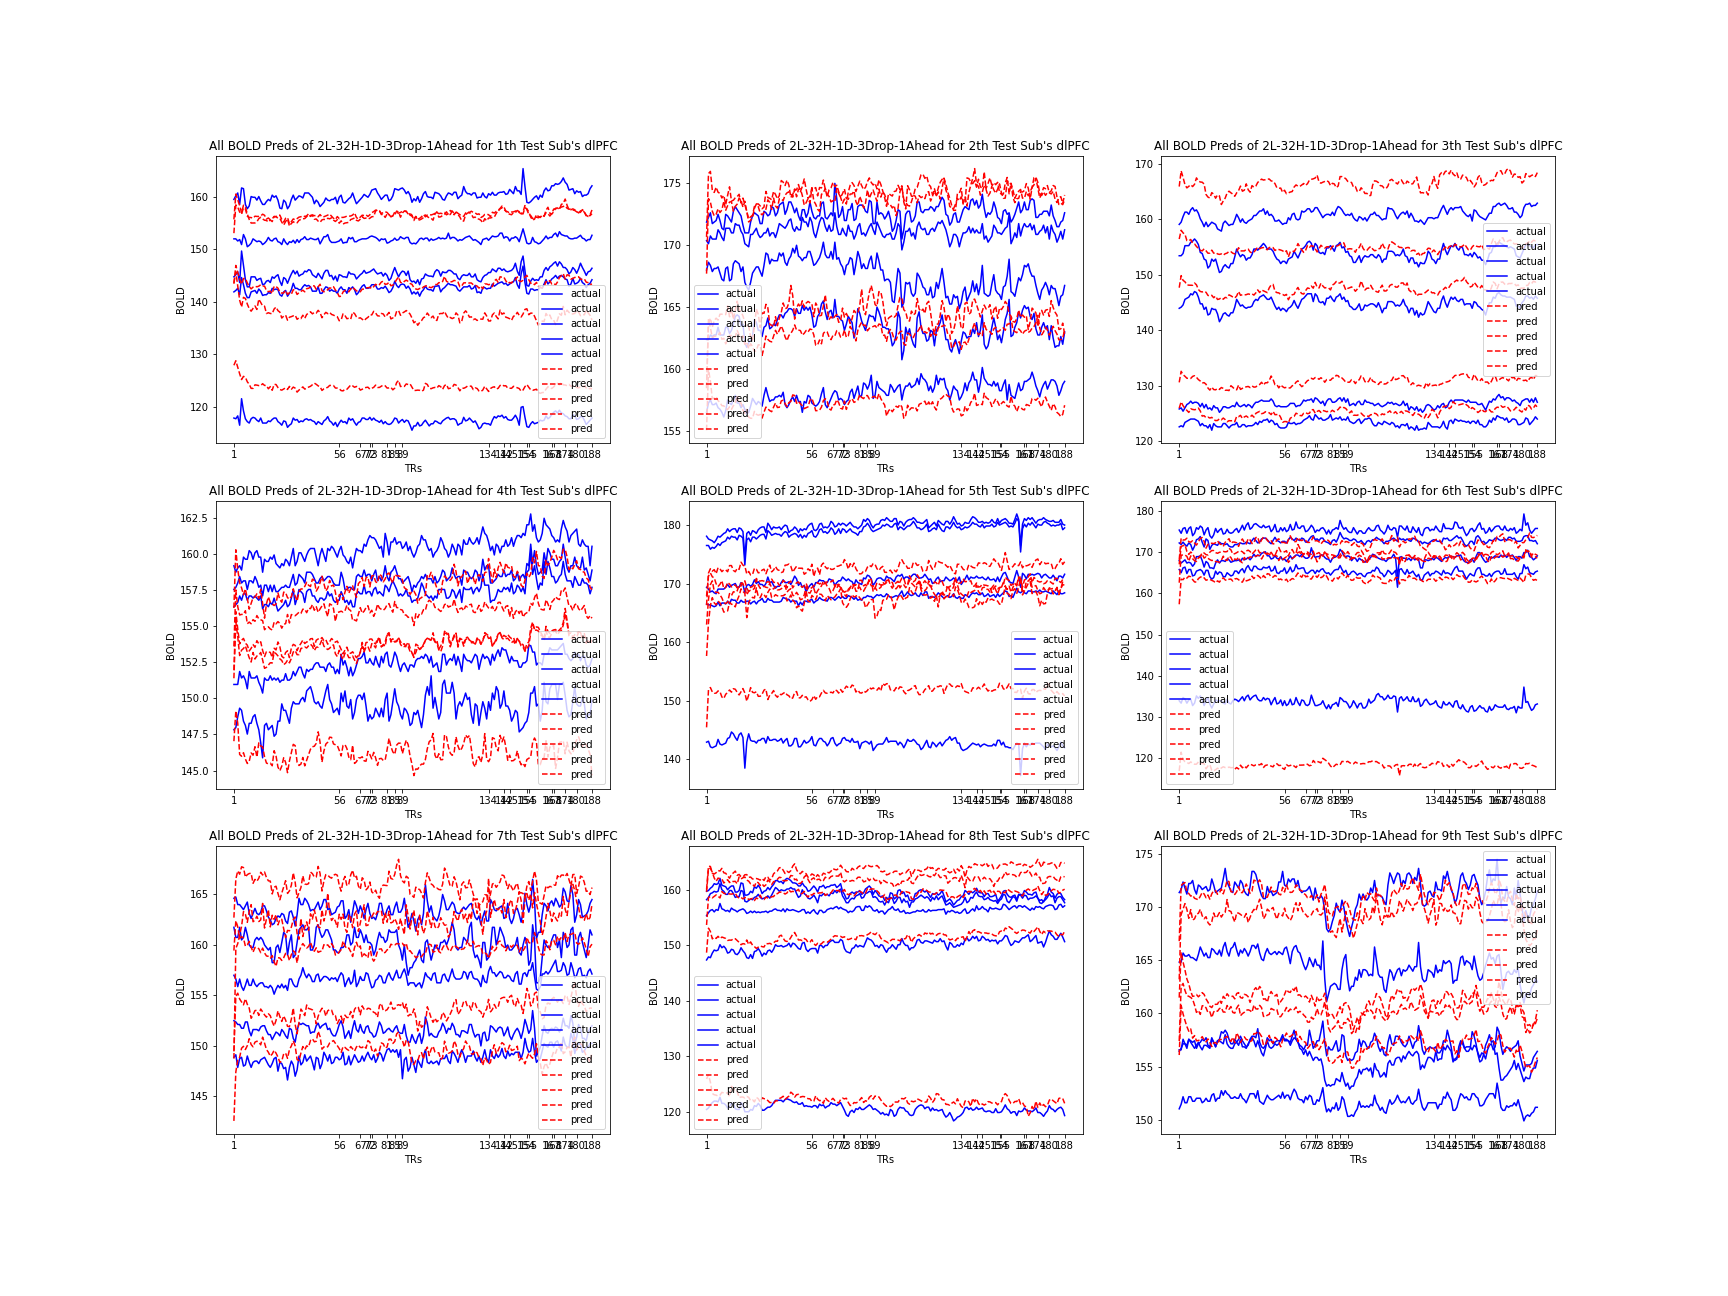 All BOLD Preds of 2L-32H-1D-3Drop-1Ahead for 1th Test Sub's dlPFC
All BOLD Preds of 2L-32H-1D-3Drop-1Ahead for 2th Test Sub's dlPFC
All BOLD Preds of 2L-32H-1D-3Drop-1Ahead for 3th Test Sub's dlPFC
BOLD
160
150
140
130
120
actual
actual
actual
actual
actual
pred
pred
pred
pred
pred
1
56
TRs
BOLD
175
170
165
160
155
actual
actual
actual
actual
actual
pred
pred
pred
pred
pred
1
56
TRs
BOLD
170
160
150
140
130
120
actual
actual
actual
actual
actual
pred
pred
pred
pred
pred
1
56
TRs
All BOLD Preds of 2L-32H-1D-3Drop-1Ahead for 4th Test Sub's dlPFC
All BOLD Preds of 2L-32H-1D-3Drop-1Ahead for 5th Test Sub's dlPFC
All BOLD Preds of 2L-32H-1D-3Drop-1Ahead for 6th Test Sub's dlPFC
BOLD
162.5
160.0
157.5
155.0
152.5
150.0
147.5
145.0
actual
actual
actual
actual
actual
pred
pred
pred
pred
pred
1
56
TRs
BOLD
180
170
160
150
140
actual
actual
actual
actual
actual
pred
pred
pred
pred
pred
1
56
TRs
BOLD
180
170
160
150
140
130
120
actual
actual
actual
actual
actual
pred
pred
pred
pred
pred
1
56
TRs
All BOLD Preds of 2L-32H-1D-3Drop-1Ahead for 7th Test Sub's dlPFC
All BOLD Preds of 2L-32H-1D-3Drop-1Ahead for 8th Test Sub's dlPFC
All BOLD Preds of 2L-32H-1D-3Drop-1Ahead for 9th Test Sub's dlPFC
BOLD
165
160
155
150
145
actual
actual
actual
actual
actual
pred
pred
pred
pred
pred
1
56
TRs
BOLD
160
150
140
130
120
actual
actual
actual
actual
actual
pred
pred
pred
pred
pred
1
56
TRs
BOLD
175
170
165
160
155
150
actual
actual
actual
actual
actual
pred
pred
pred
pred
pred
1
56
TRs